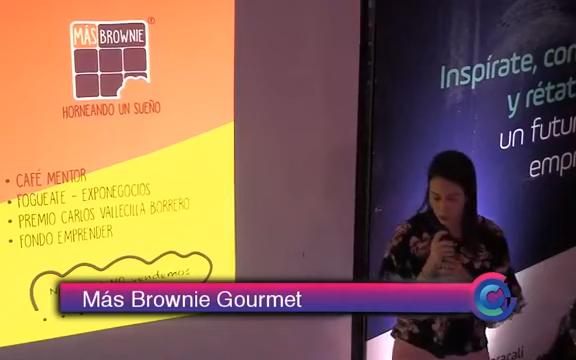 MÁS BROWNIE ®
HORNEANDO UN SUEÑO
• CAFÉ MENTOR
• FOGUEATE - EXPONEGOCIOS
• PREMIO CARLOS VALLECILLA BORRERO
• FONDO EMPRENDER
Más Brownie Gourmet
Inspírate, con
y rétat
un futur
empr